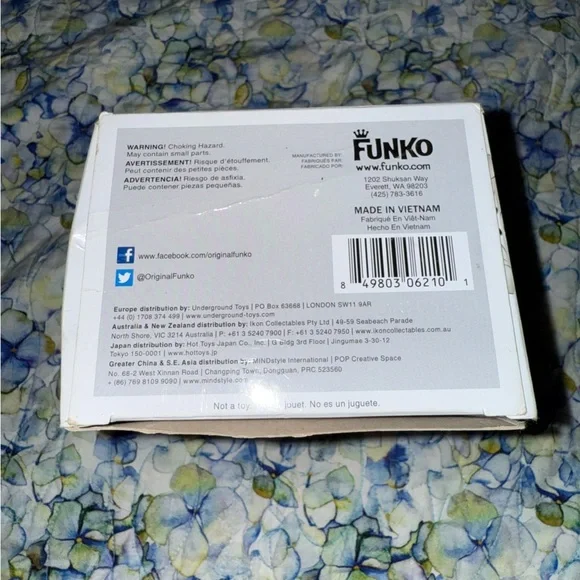 WARNING! Choking Hazard.
May contain small parts.
AVERTISSEMENT! Risque d'étouffement.
Peut contenir des petites pièces.
ADVERTENCIA! Riesgo de asfixia.
Puede contener piezas pequeñas.
MANUFACTURED BY:
FABRIQUÉS PAR:
FABRICADO POR:
FUNKO
www.funko.com
1202 Shuksan Way
Everett, WA 98203
(425) 783-3616
MADE IN VIETNAM
Fabriqué En Viêt-Nam
Hecho En Vietnam
8 49803 06210 1
www.facebook.com/originalfunko
@OriginalFunko
Europe distribution by: Underground Toys | PO Box 63668 | LONDON SW11 9AR
+44 (0) 1708 374 499 | www.underground-toys.com
Australia & New Zealand distribution by: Ikon Collectables Pty Ltd | 49-59 Seabeach Parade
North Shore, VIC 3214 Australia | P: +61 3 5240 7900 | F: +61 3 5240 7950 | www.ikoncollectables.com.au
Japan distribution by: Hot Toys Japan Co., Inc. | G bldg 3rd Floor | Jingumae 3-30-12
Tokyo 150-0001 | www.hottoys.jp
Greater China & S.E. Asia distribution by: MINDstyle International | POP Creative Space
No. 68-2 West Xinnan Road | Changping Town, Dongguan, PRC 523560
+ (86) 769 8109 9090 | www.mindstyle.
Not a toy. jouet. No es un juguete.